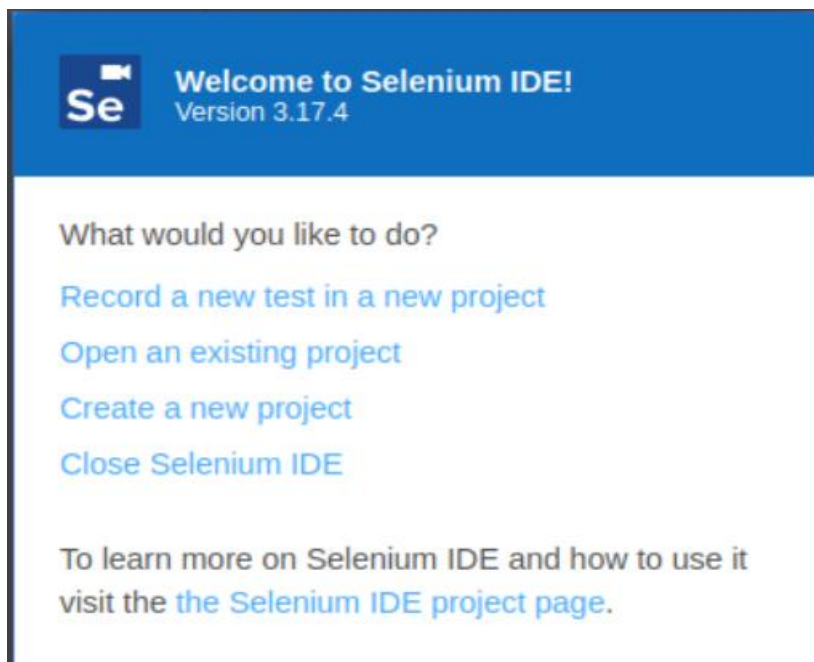 Se
Welcome to Selenium IDE!
Version 3.17.4
What would you like to do?
Record a new test in a new project
Open an existing project
Create a new project
Close Selenium IDE
To learn more on Selenium IDE and how to use it
visit the the Selenium IDE project page.